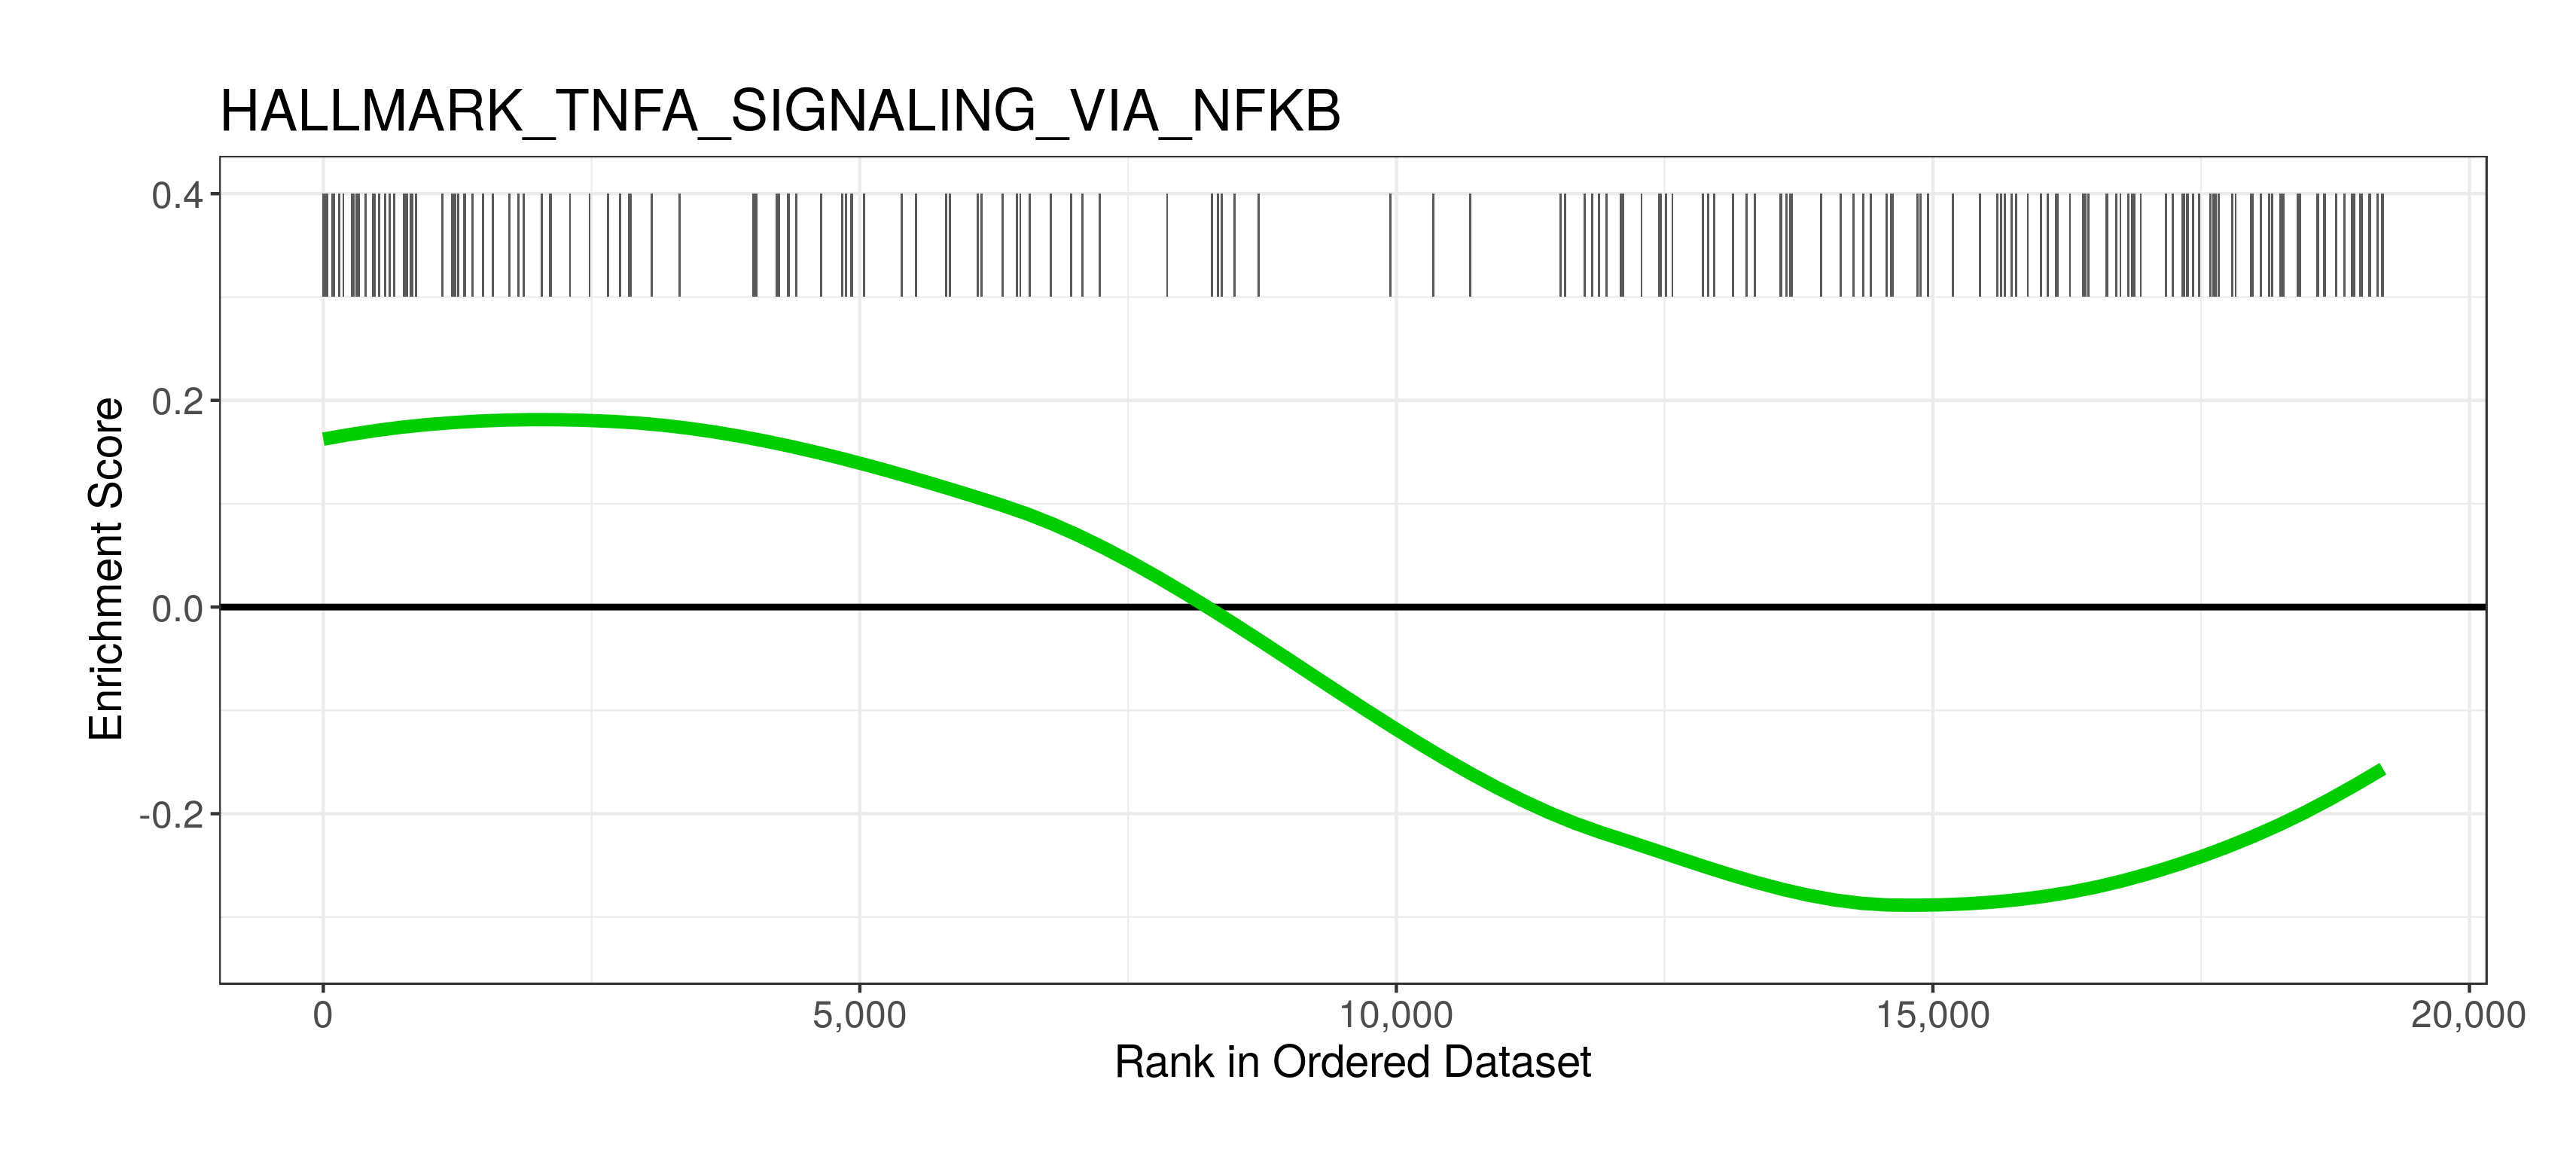 HALLMARK_TNFA_SIGNALING_VIA_NFKB
0.4
0.2
0.0
-0.2
Enrichment Score
0 5,000 10,000 15,000 20,000
Rank in Ordered Dataset